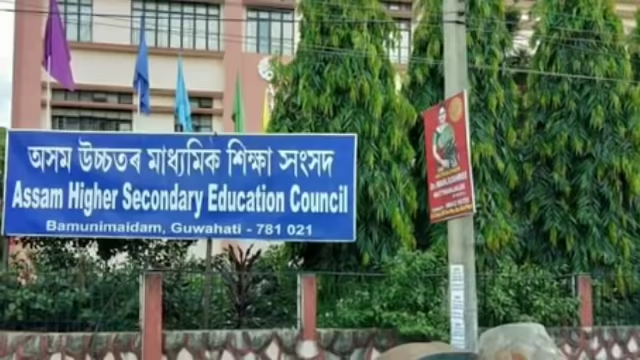 অসম উচ্চতৰ মাধ্যমিক শিক্ষা সংসদ
Assam Higher Secondary Education Council
Bamunimaidam, Guwahati - 781 021